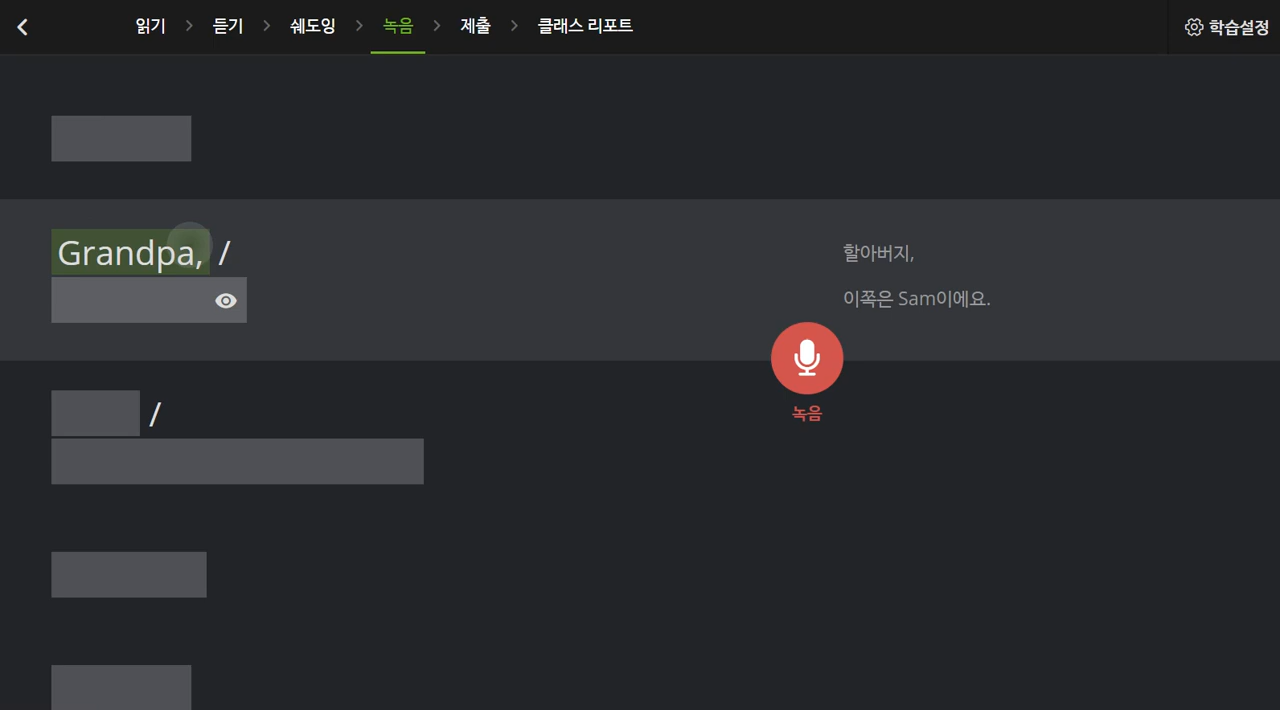 읽기 > 듣기 > 쉐도잉 > 녹음 > 제출 > 클래스 리포트
학습설정
Grandpa, /
할아버지,
이쪽은 Sam이에요.
녹음
/